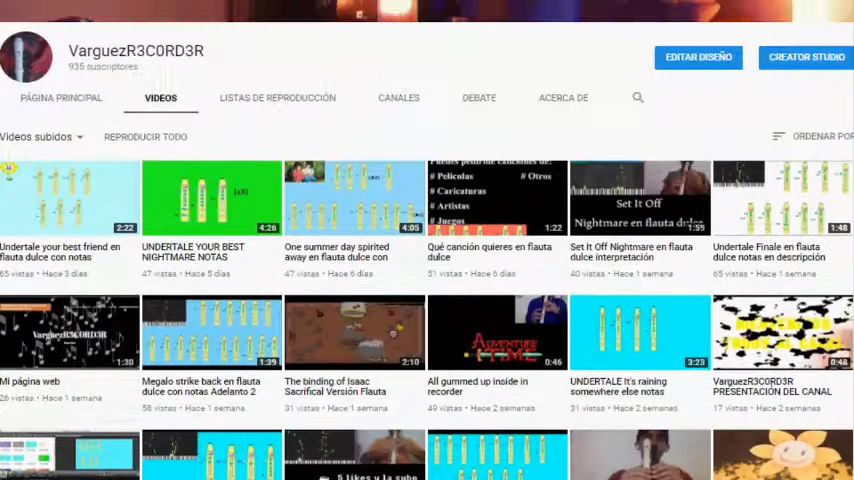 VarguezR3C0RD3R
935 suscriptores
EDITAR DISEÑO
CREATOR STUDIO
PÁGINA PRINCIPAL
VIDEOS
LISTAS DE REPRODUCCIÓN
CANALES
DEBATE
ACERCA DE
Videos subidos
REPRODUCIR TODO
ORDENAR POR
2:22
[x3]
4:26
4:05
# Películas # Otros
# Caricaturas
# Artistas
# Juegos
1:22
Set It Off
Nightmare en flauta dulce
1:59
1:48
Undertale your best friend en flauta dulce con notas
65 vistas • Hace 3 días
UNDERTALE YOUR BEST NIGHTMARE NOTAS
47 vistas • Hace 5 días
One summer day spirited away en flauta dulce con
47 vistas • Hace 6 días
Qué canción quieres en flauta dulce
51 vistas • Hace 6 días
Set It Off Nightmare en flauta dulce interpretación
40 vistas • Hace 1 semana
Undertale Finale en flauta dulce notas en descripción
65 vistas • Hace 1 semana
VarguezR3C0RD3R
1:30
1:39
2:10
ADVENTURE TIME
0:46
3:23
0:48
Mi página web
26 vistas • Hace 1 semana
Megalo strike back en flauta dulce con notas Adelanto 2
58 vistas • Hace 1 semana
The binding of Isaac Sacrifical Versión Flauta
31 vistas • Hace 1 semana
All gummed up inside in recorder
49 vistas • Hace 2 semanas
UNDERTALE It's raining somewhere else notas
31 vistas • Hace 2 semanas
VarguezR3C0RD3R PRESENTACIÓN DEL CANAL
17 vistas • Hace 2 semanas
5 likes y la subo